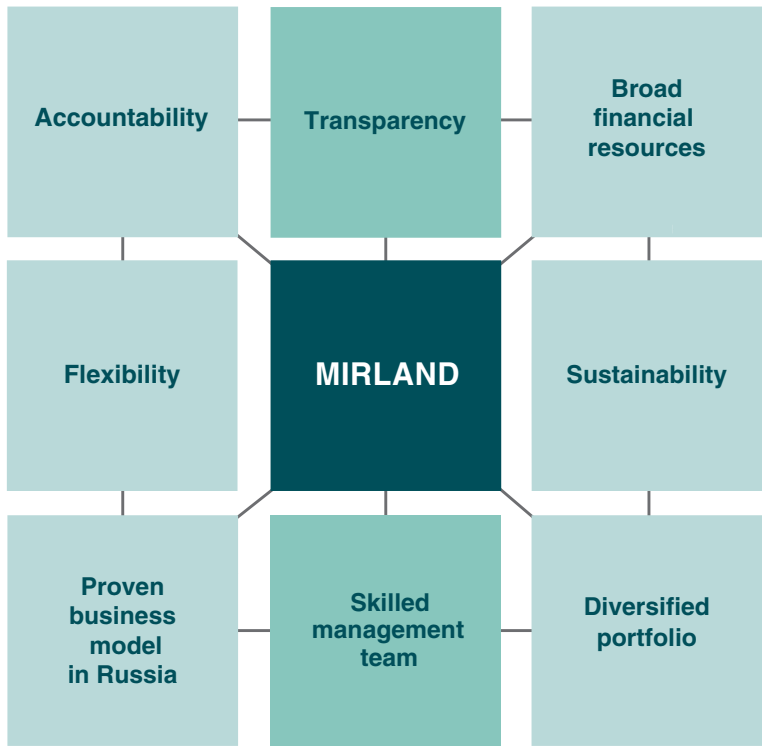 Accountability
Transparency
Broad
financial
resources
Flexibility
MIRLAND
Sustainability
Proven
business
model
in Russia
Skilled
management
team
Diversified
portfolio